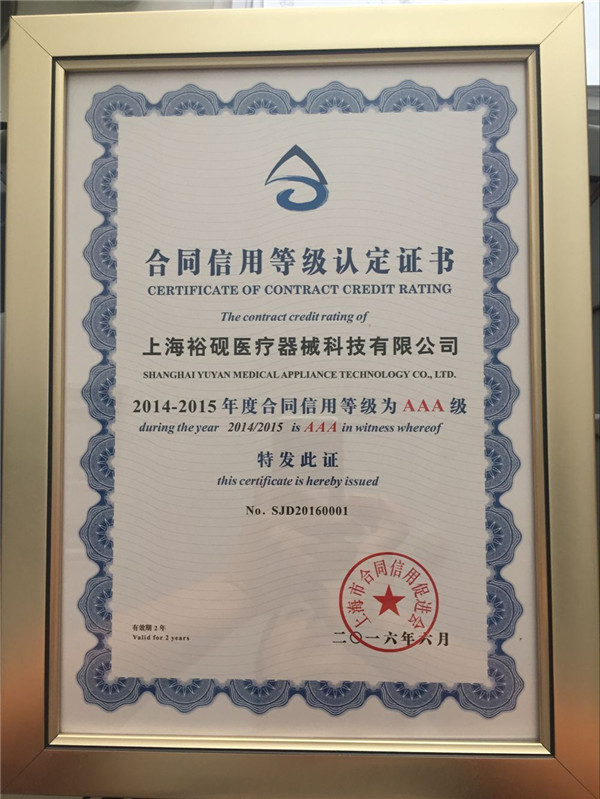 合同信用等级认定证书
CERTIFICATE OF CONTRACT CREDIT RATING
The contract credit rating of
上海裕砚医疗器械科技有限公司
SHANGHAI YUYAN MEDICAL APPLIANCE TECHNOLOGY CO., LTD.
2014-2015 年度合同信用等级为 AAA 级
during the year 2014/2015 is AAA in witness whereof
特发此证
this certificate is hereby issued
No. SJD20160001
上海市合同信用促进会
有效期 2 年
Valid for 2 years
二〇一六年六月